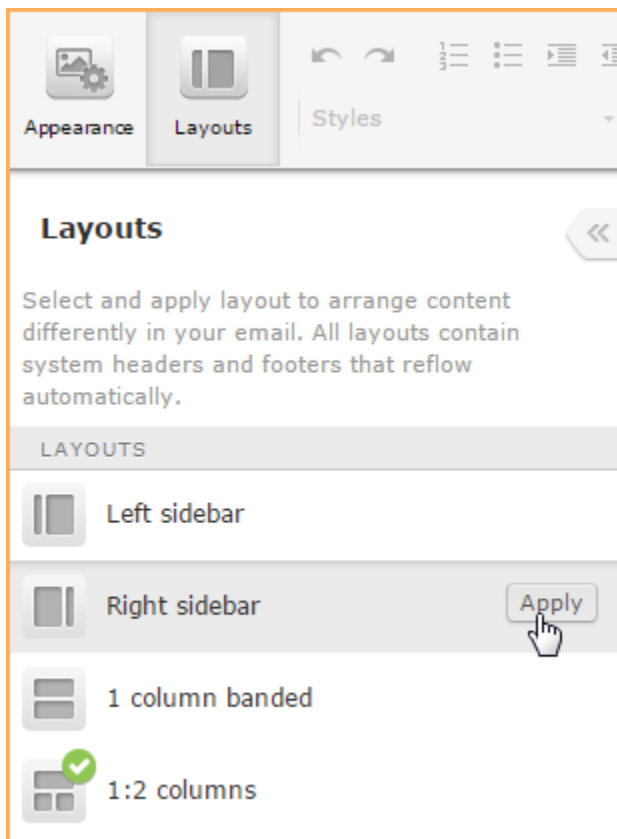 Appearance
Layouts
Styles
Layouts
Select and apply layout to arrange content
differently in your email. All layouts contain
system headers and footers that reflow
automatically.
LAYOUTS
Left sidebar
Right sidebar
Apply
1 column banded
1:2 columns